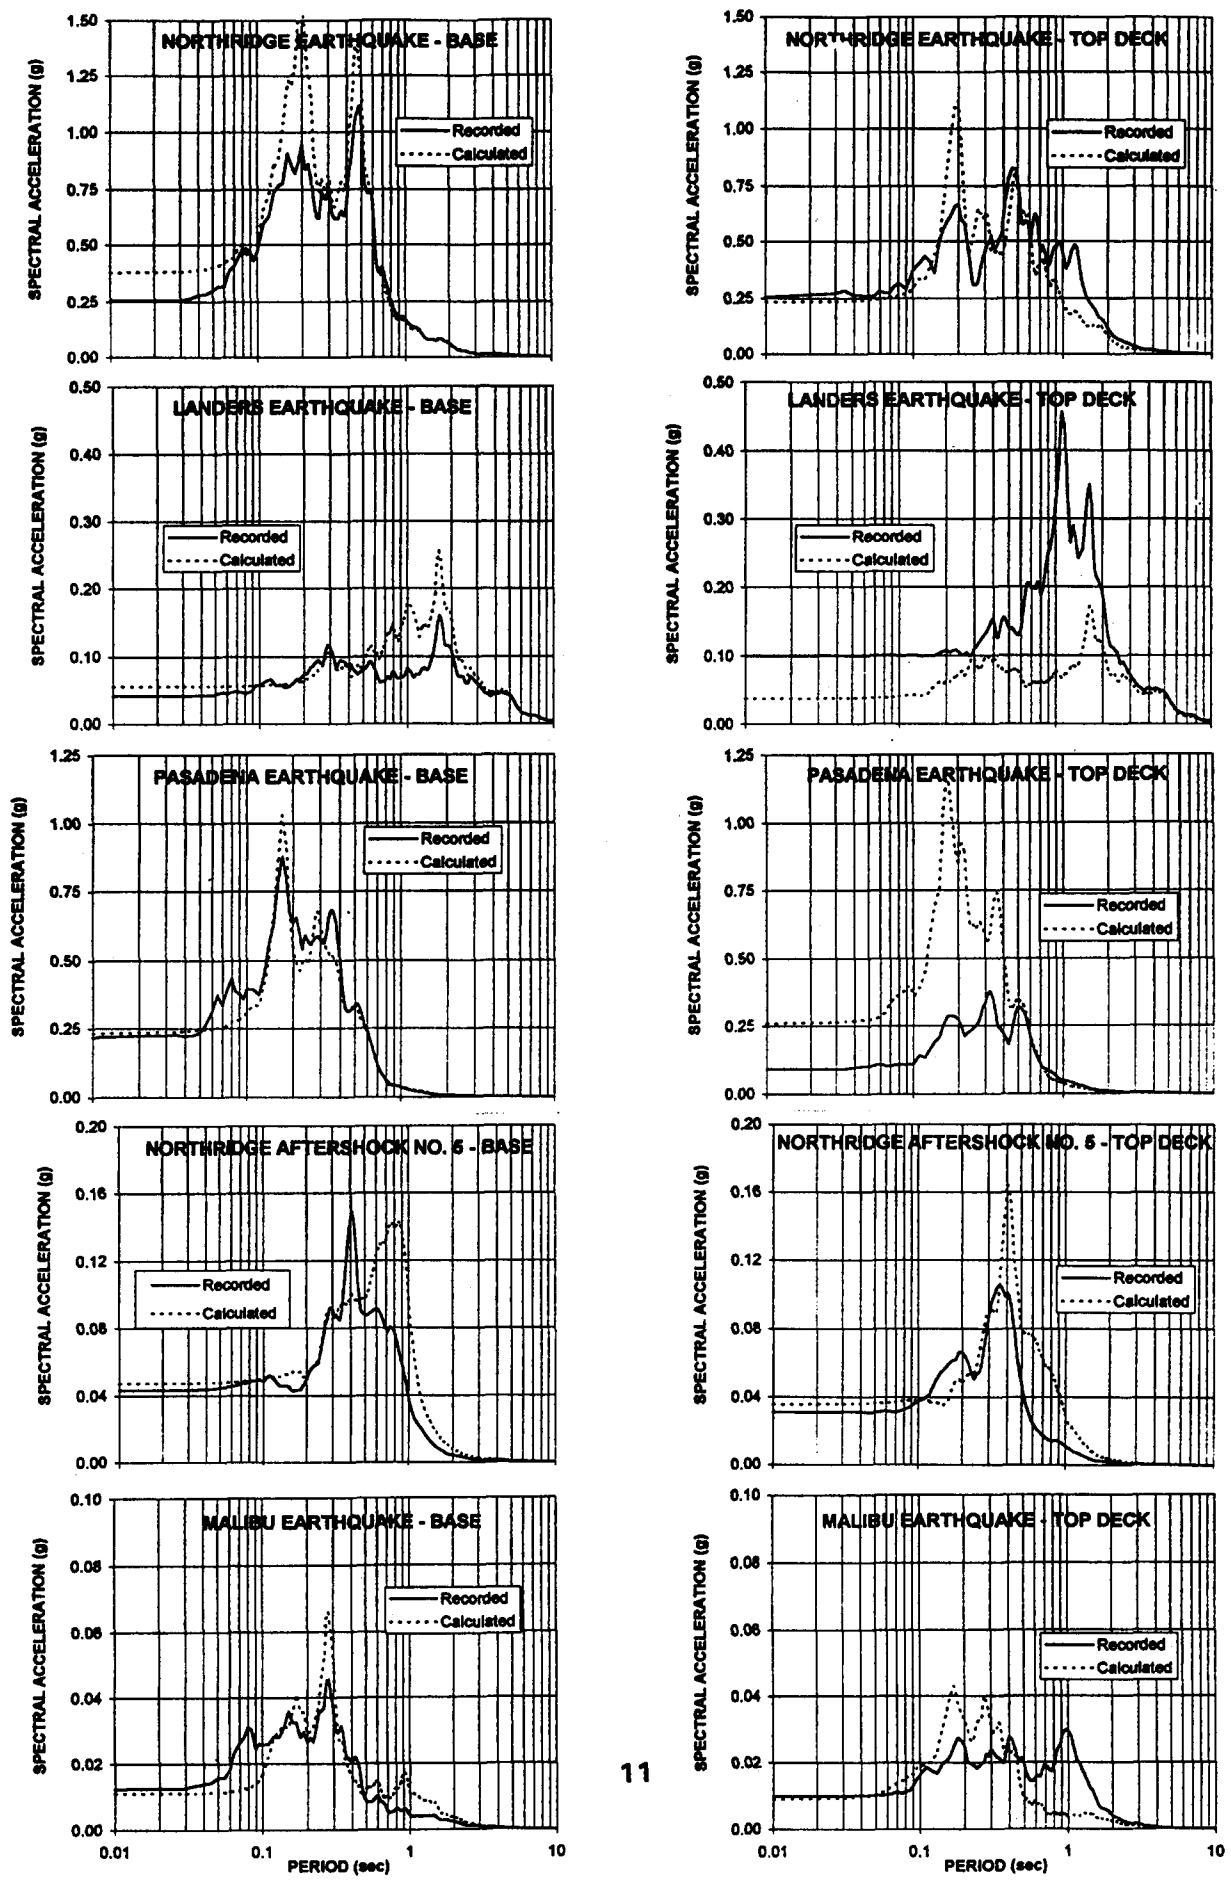 NORTHRIDGE EARTHQUAKE - BASE
SPECTRAL ACCELERATION (g)
1.50
1.25
1.00
0.75
0.50
0.25
0.00
Recorded
Calculated
NORTHRIDGE EARTHQUAKE - TOP DECK
SPECTRAL ACCELERATION (g)
1.50
1.25
1.00
0.75
0.50
0.25
0.00
Recorded
Calculated
LANDERS EARTHQUAKE - BASE
SPECTRAL ACCELERATION (g)
0.50
0.40
0.30
0.20
0.10
0.00
Recorded
Calculated
LANDERS EARTHQUAKE - TOP DECK
SPECTRAL ACCELERATION (g)
0.50
0.40
0.30
0.20
0.10
0.00
Recorded
Calculated
PASADENA EARTHQUAKE - BASE
SPECTRAL ACCELERATION (g)
1.25
1.00
0.75
0.50
0.25
0.00
Recorded
Calculated
PASADENA EARTHQUAKE - TOP DECK
SPECTRAL ACCELERATION (g)
1.25
1.00
0.75
0.50
0.25
0.00
Recorded
Calculated
NORTHRIDGE AFTERSHOCK NO. 5 - BASE
SPECTRAL ACCELERATION (g)
0.20
0.16
0.12
0.08
0.04
0.00
Recorded
Calculated
NORTHRIDGE AFTERSHOCK NO. 5 - TOP DECK
SPECTRAL ACCELERATION (g)
0.20
0.16
0.12
0.08
0.04
0.00
Recorded
Calculated
MALIBU EARTHQUAKE - BASE
SPECTRAL ACCELERATION (g)
0.10
0.08
0.06
0.04
0.02
0.00
Recorded
Calculated
0.01 0.1 1 10
PERIOD (sec)
11
MALIBU EARTHQUAKE - TOP DECK
SPECTRAL ACCELERATION (g)
0.10
0.08
0.06
0.04
0.02
0.00
Recorded
Calculated
0.01 0.1 1 10
PERIOD (sec)